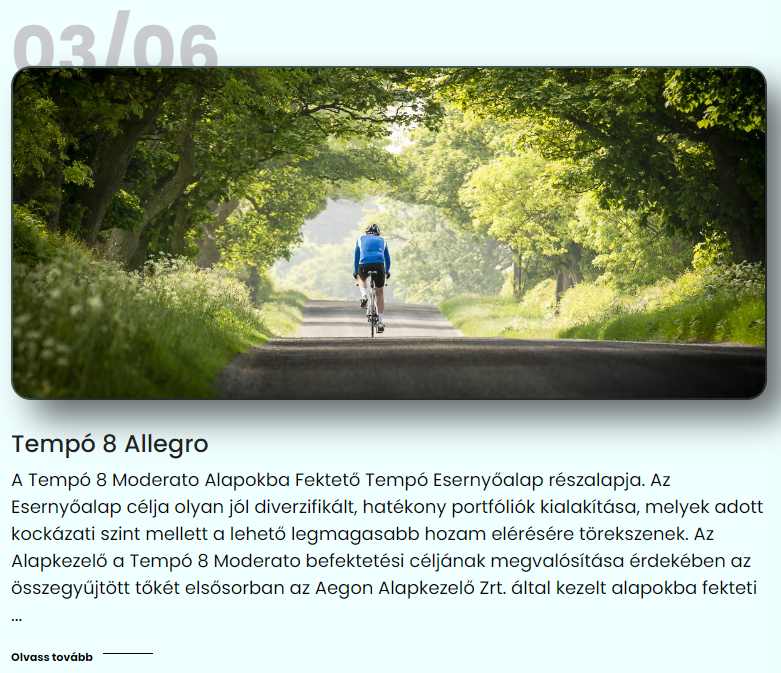 03/06
Tempó 8 Allegro
A Tempó 8 Moderato Alapokba Fektető Tempó Esernyőalap részalapja. Az
Esernyőalap célja olyan jól diverzifikált, hatékony portfóliók kialakítása, melyek adott
kockázati szint mellett a lehető legmagasabb hozam elérésére törekszenek. Az
Alapkezelő a Tempó 8 Moderato befektetési céljának megvalósítása érdekében az
összegyűjtött tőkét elsősorban az Aegon Alapkezelő Zrt. által kezelt alapokba fekteti
...
Olvass tovább